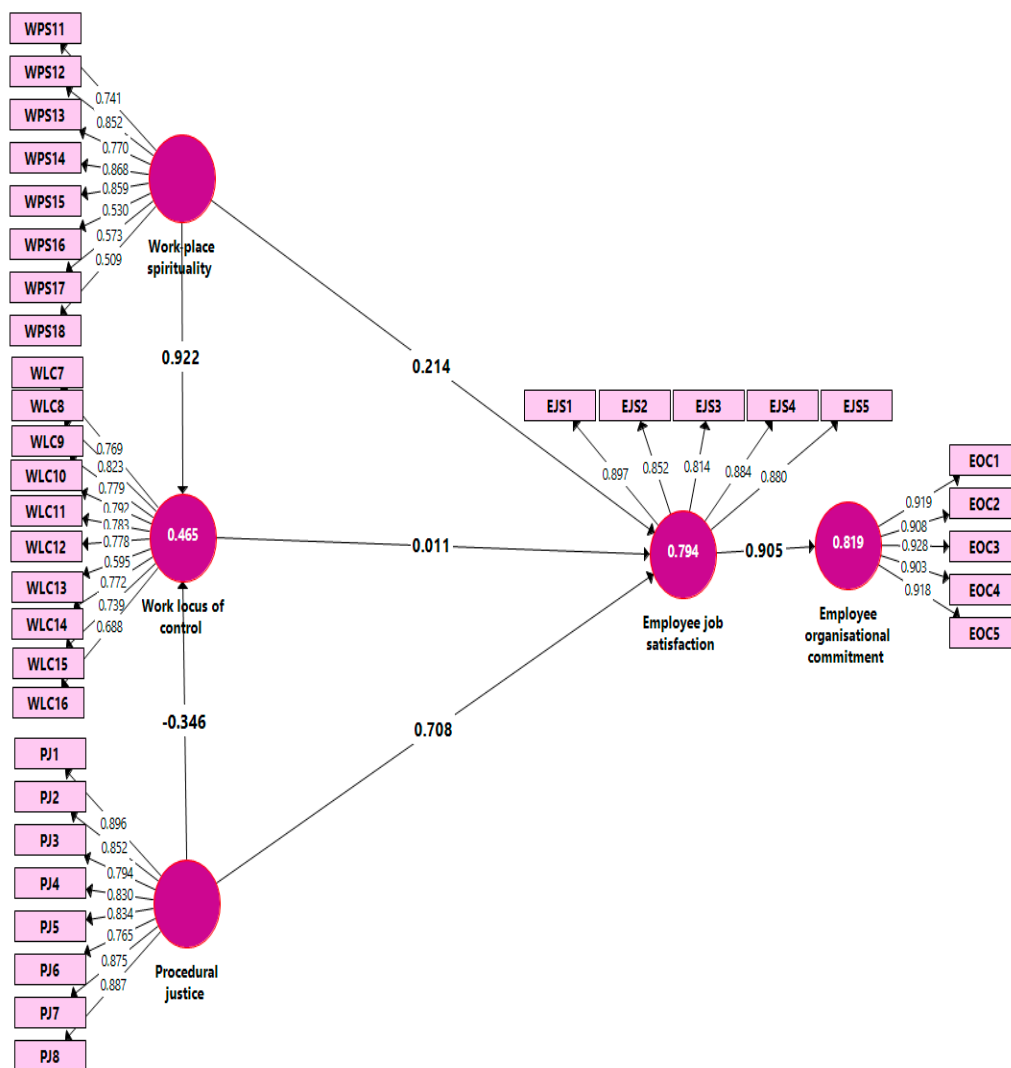 WPS11
WPS12
WPS13
WPS14
WPS15
WPS16
WPS17
WPS18
0.741
0.852
0.770
0.868
0.859
0.530
0.573
0.509
Work-place
spirituality
0.922
0.214
WLC7
WLC8
WLC9
WLC10
WLC11
WLC12
WLC13
WLC14
WLC15
WLC16
0.769
0.823
0.779
0.792
0.783
0.778
0.595
0.772
0.739
0.688
0.465
Work locus of
control
0.011
-0.346
0.708
PJ1
PJ2
PJ3
PJ4
PJ5
PJ6
PJ7
PJ8
0.896
0.852
0.794
0.830
0.834
0.765
0.875
0.887
Procedural
justice
EJS1
EJS2
EJS3
EJS4
EJS5
0.897
0.852
0.814
0.884
0.880
0.794
Employee job
satisfaction
0.905
0.819
Employee
organisational
commitment
0.919
0.908
0.928
0.903
0.918
EOC1
EOC2
EOC3
EOC4
EOC5